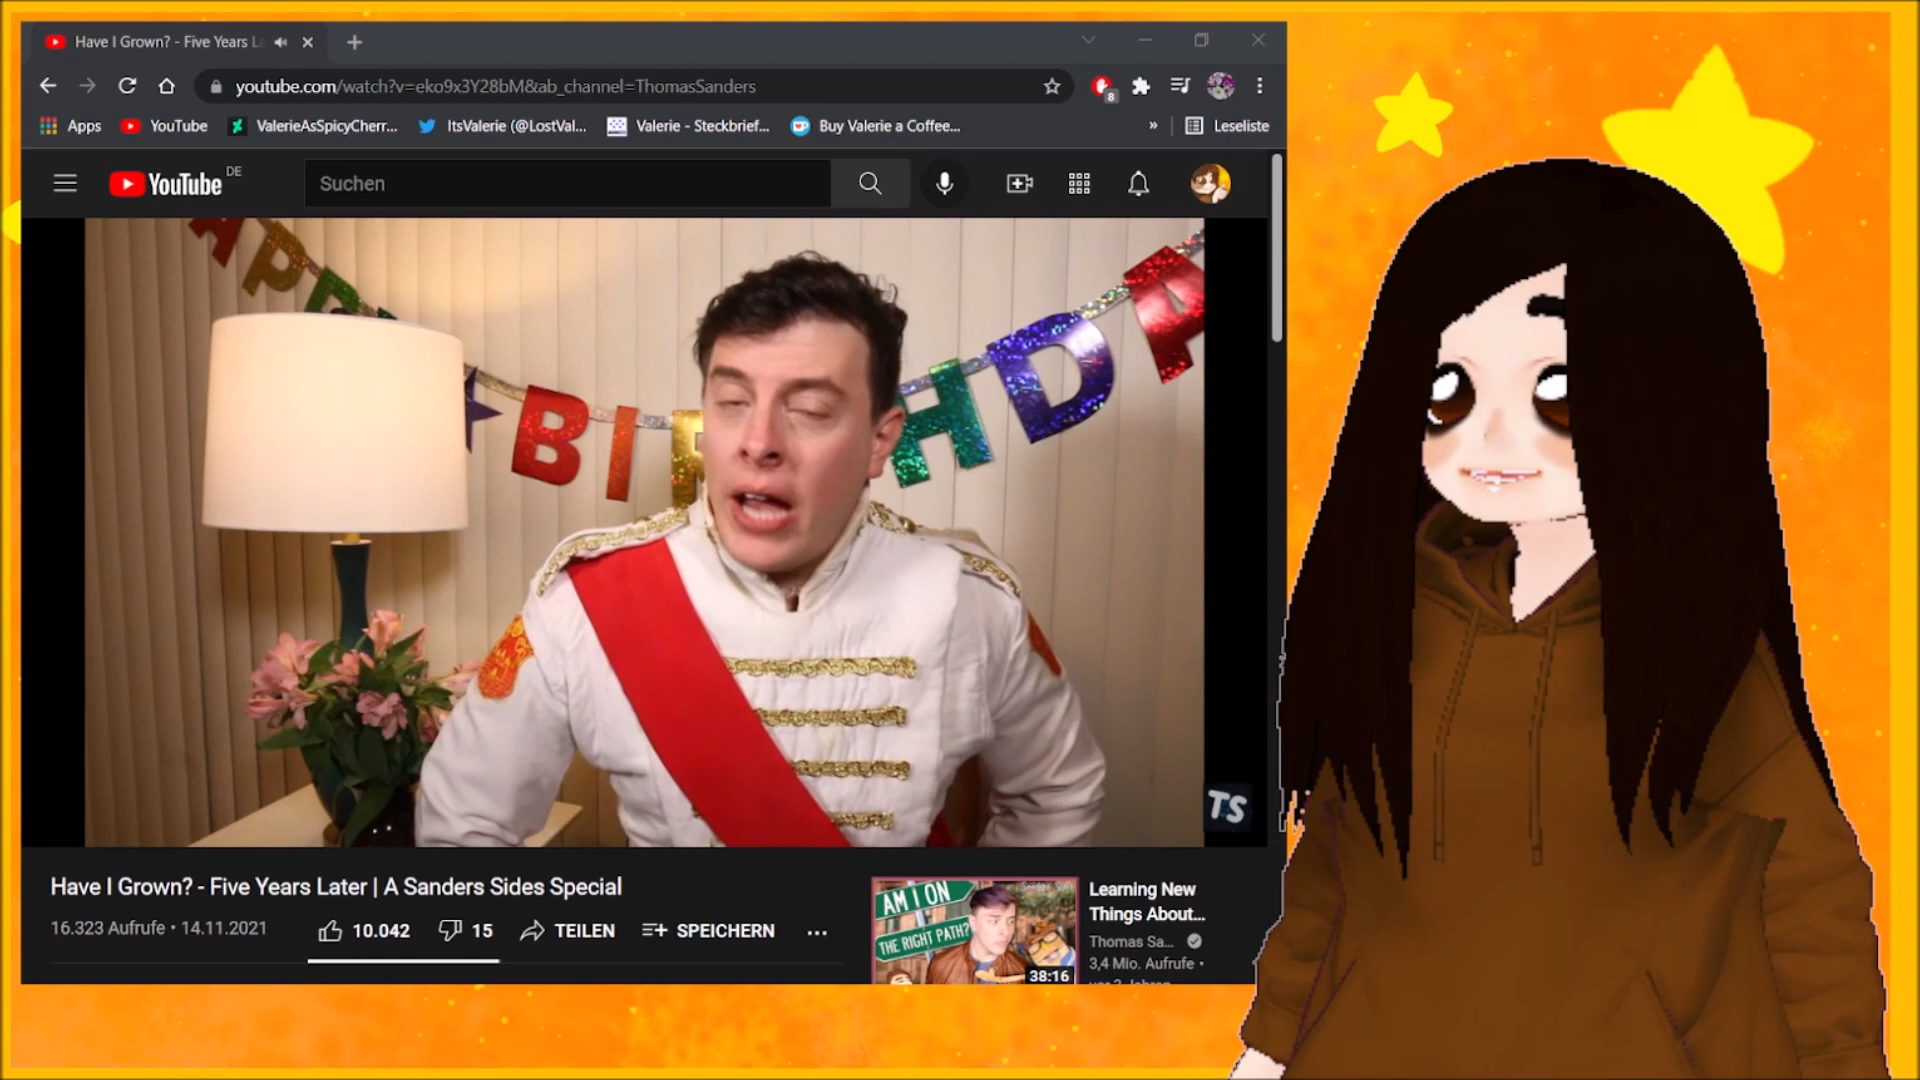 Have I Grown? - Five Years La
youtube.com/watch?v=eko9x3Y28bM&ab_channel=ThomasSanders
8
Apps YouTube ValerieAsSpicyCherr... ItsValerie (@LostVal... Valerie - Steckbrief... Buy Valerie a Coffee... » Leseliste
YouTube DE
Suchen
APP
BI
HDA
TS
Have I Grown? - Five Years Later | A Sanders Sides Special
16.323 Aufrufe • 14.11.2021
10.042 15 TEILEN SPEICHERN ...
AM I ON
THE RIGHT PATH?
38:16
Learning New
Things About...
Thomas Sa...
3,4 Mio. Aufrufe •